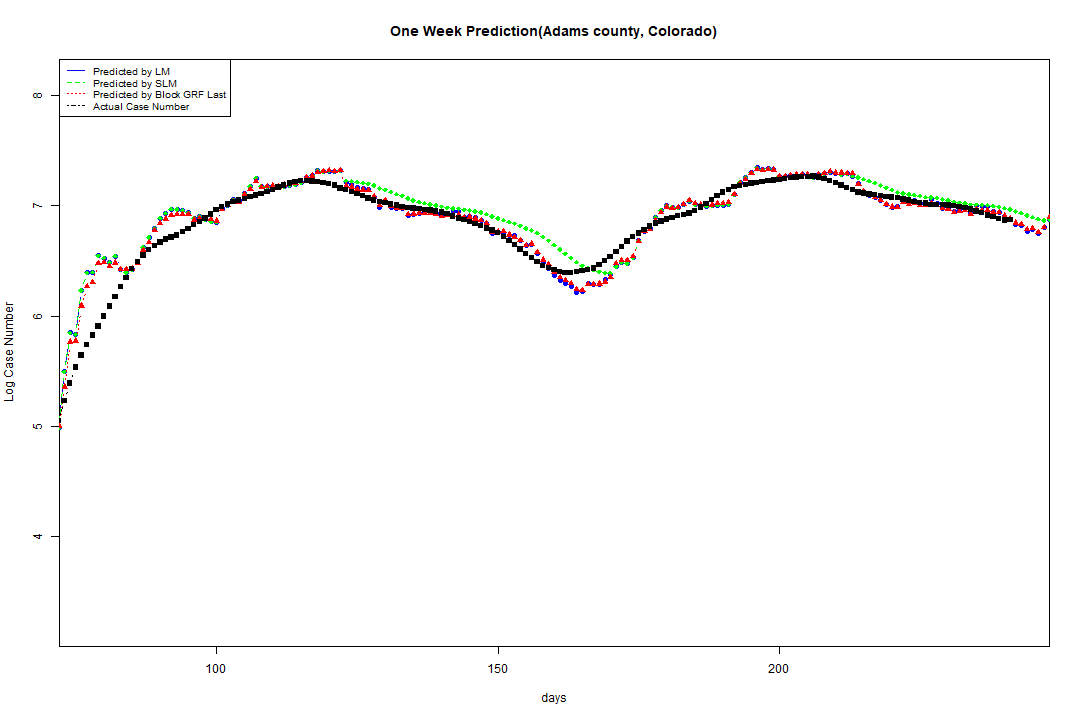 One Week Prediction(Adams county, Colorado)
Predicted by LM
Predicted by SLM
Predicted by Block GRF Last
Actual Case Number
8
7
6
5
4
Log Case Number
100
150
200
days